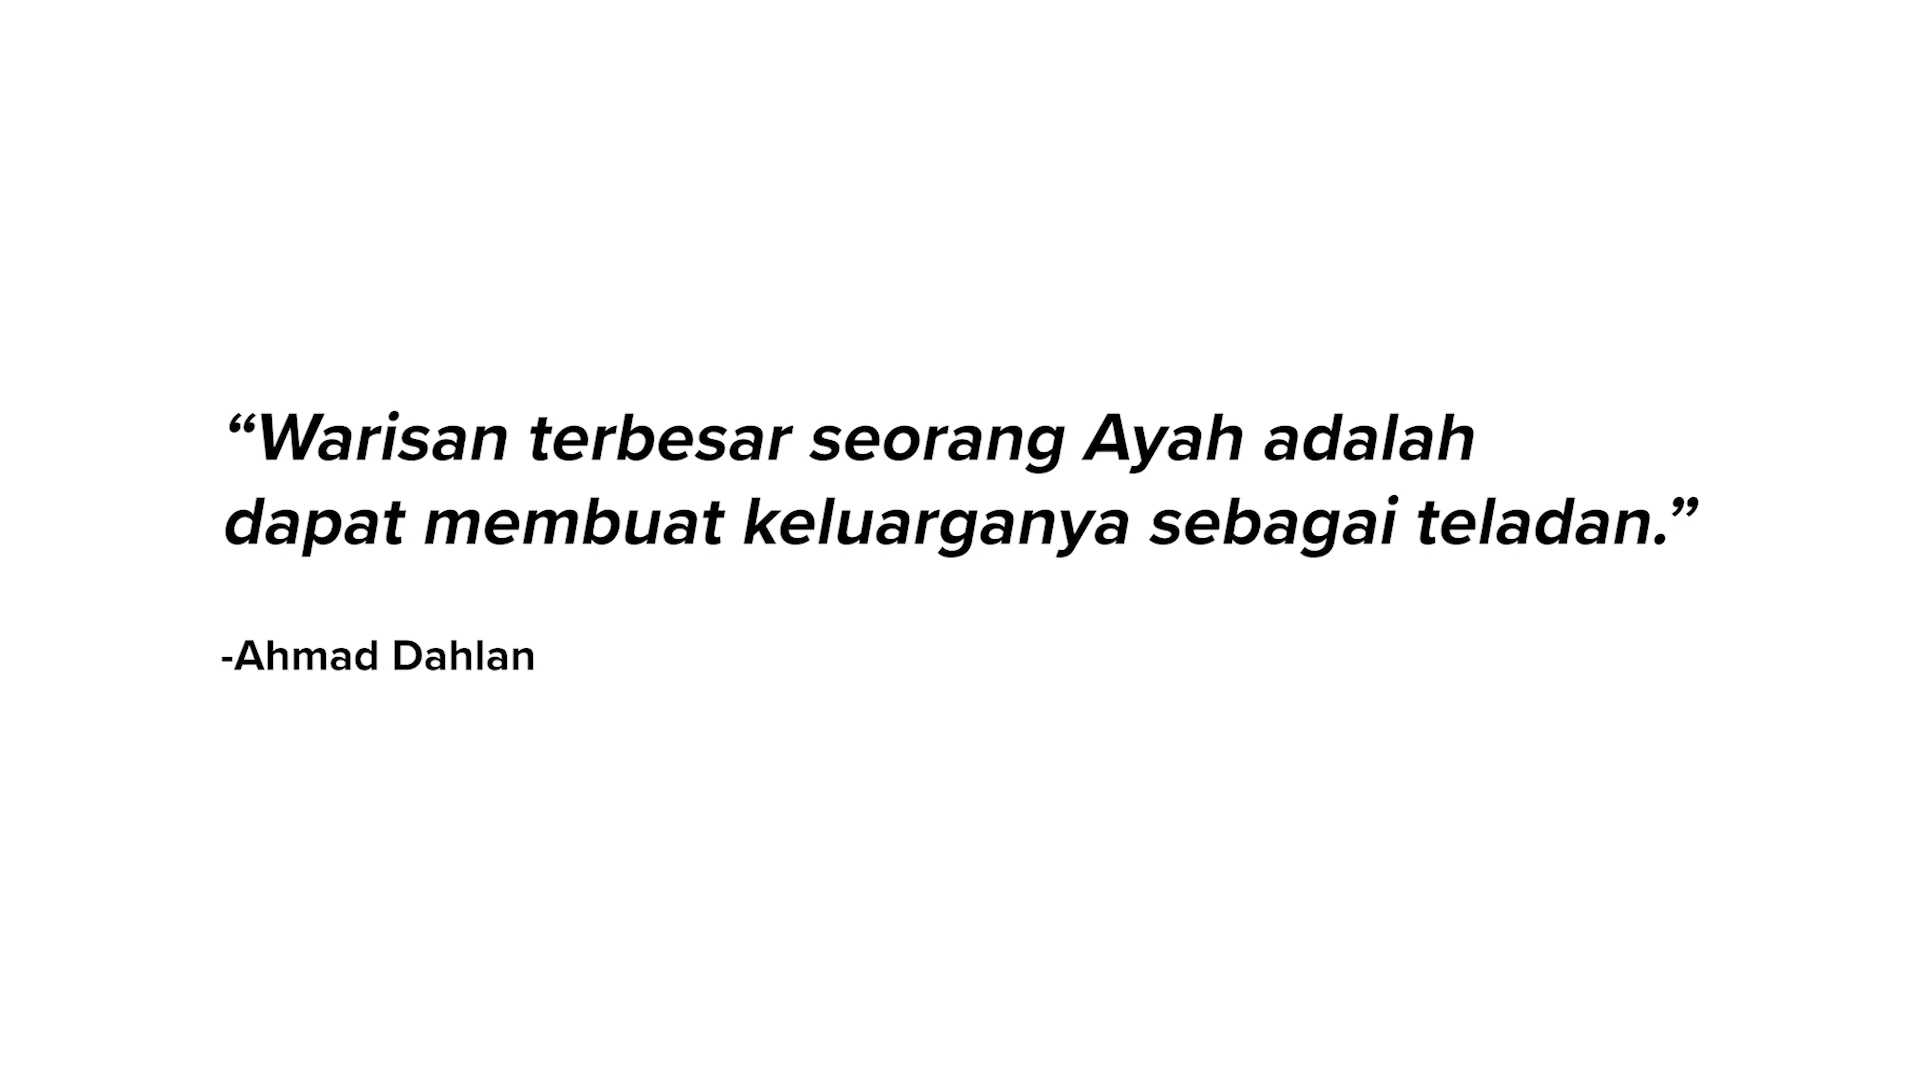 “Warisan terbesar seorang Ayah adalah
dapat membuat keluarganya sebagai teladan.”
-Ahmad Dahlan